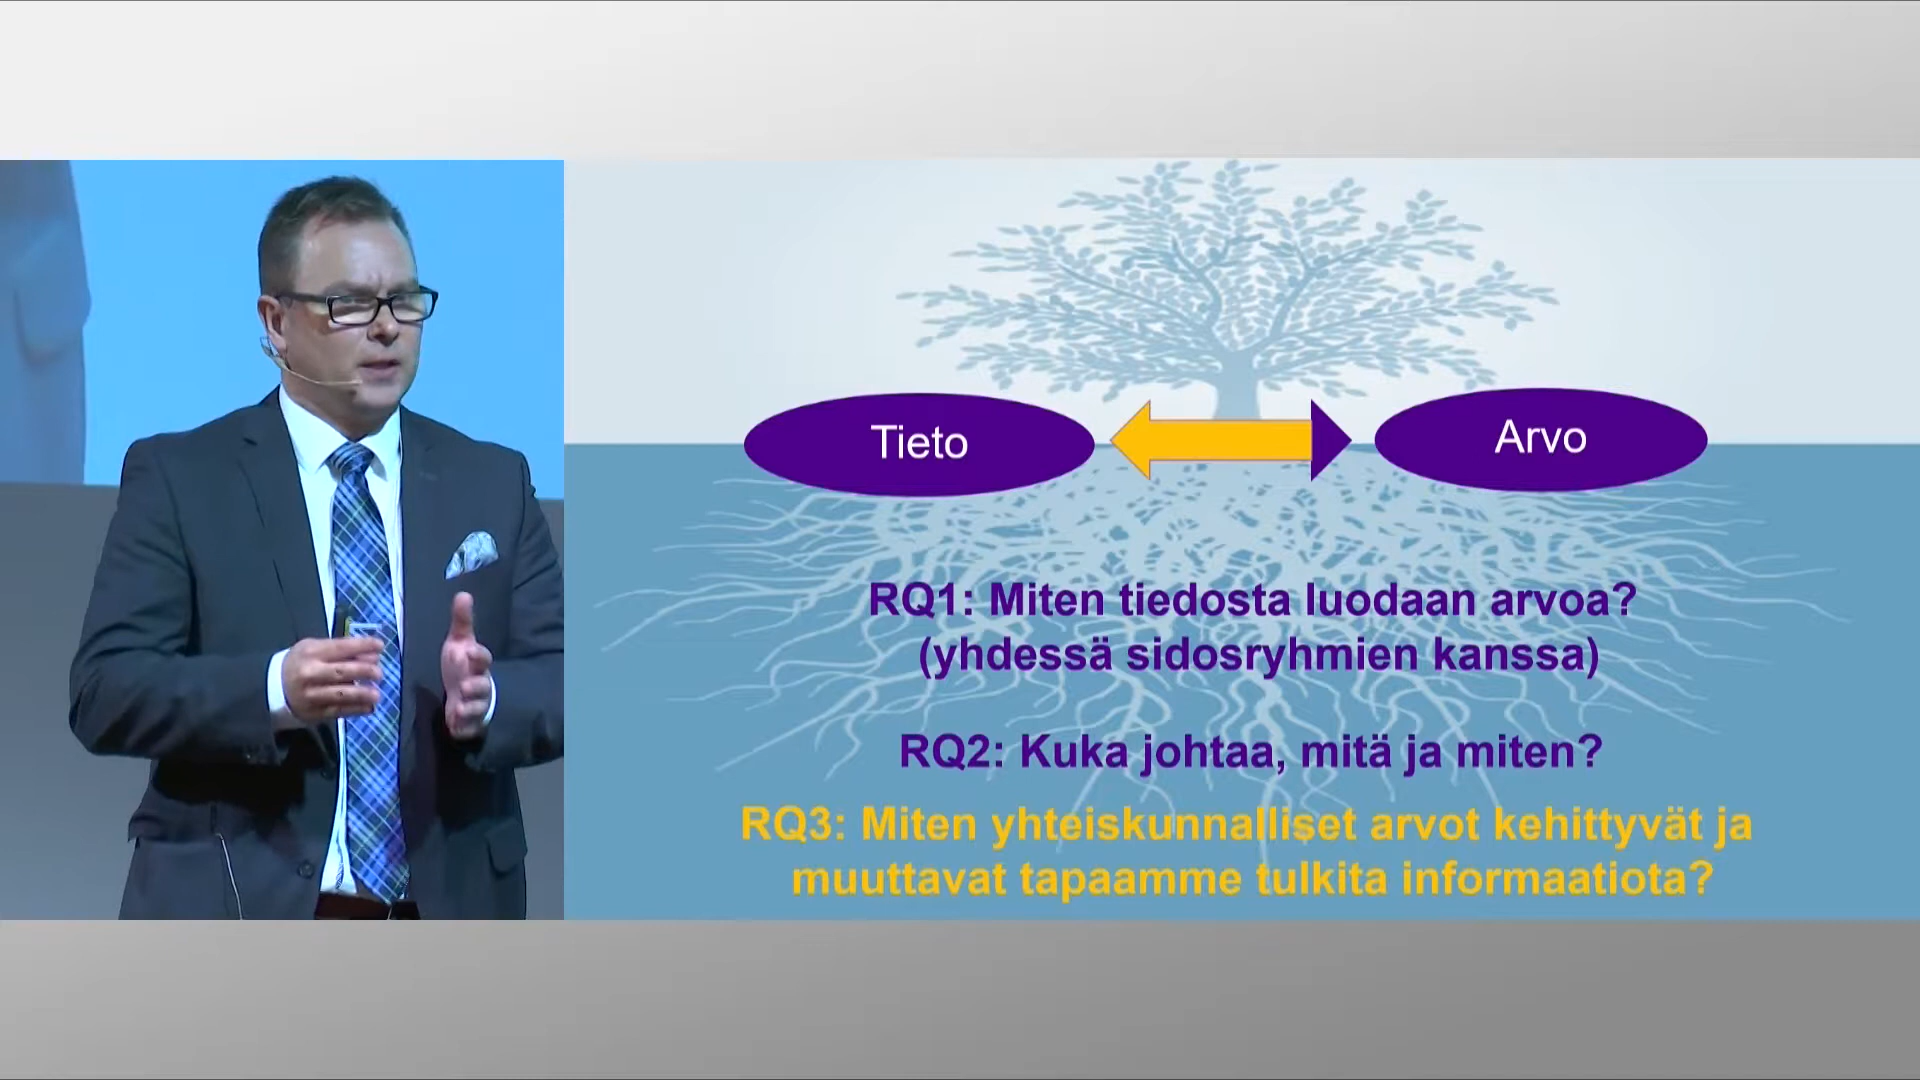 Tieto
Arvo
RQ1: Miten tiedosta luodaan arvoa?
(yhdessä sidosryhmien kanssa)
RQ2: Kuka johtaa, mitä ja miten?
RQ3: Miten yhteiskunnalliset arvot kehittyvät ja
muuttavat tapaamme tulkita informaatiota?